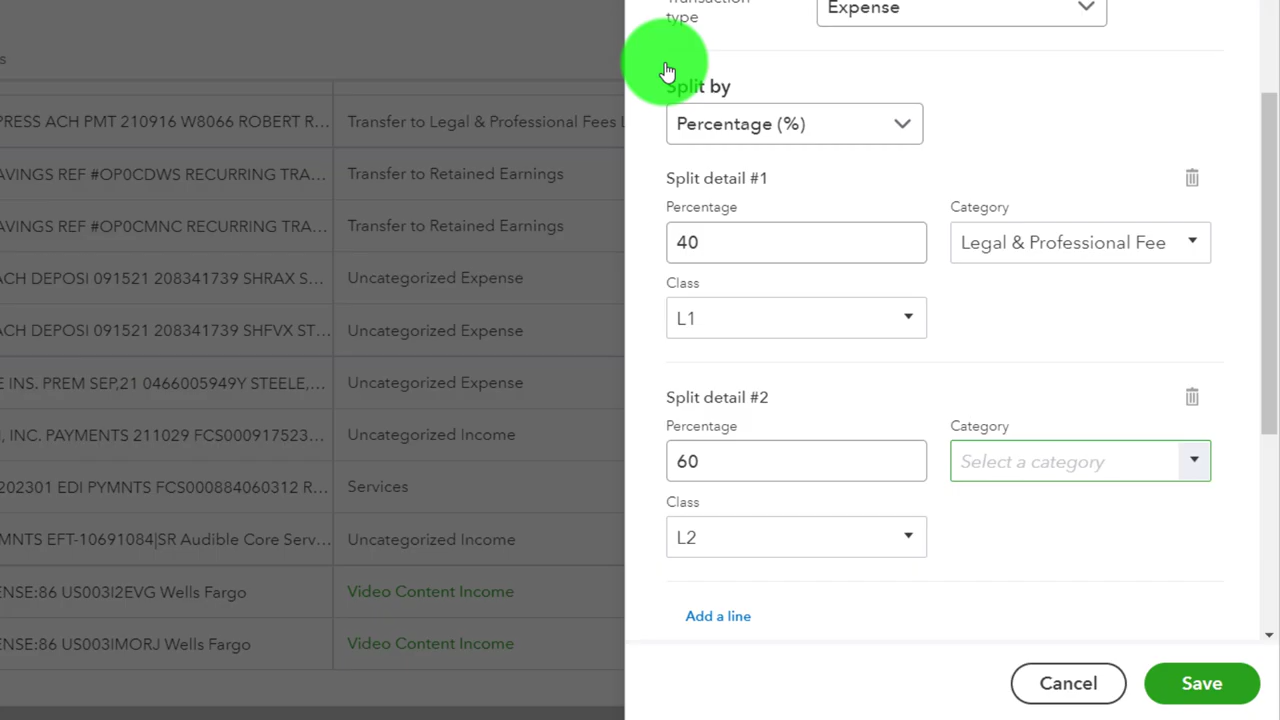 Transaction
type
Expense
s
Split by
Percentage (%)
PRESS ACH PMT 210916 W8066 ROBERT R...
Transfer to Legal & Professional Fees L
AVINGS REF #OP0CDWS RECURRING TRA...
Transfer to Retained Earnings
AVINGS REF #OP0CMNC RECURRING TRA...
Transfer to Retained Earnings
ACH DEPOSI 091521 208341739 SHRAX S...
Uncategorized Expense
ACH DEPOSI 091521 208341739 SHFVX ST...
Uncategorized Expense
E INS. PREM SEP,21 0466005949Y STEELE,...
Uncategorized Expense
, INC. PAYMENTS 211029 FCS000917523...
Uncategorized Income
202301 EDI PYMNTS FCS000884060312 R...
Services
MNTS EFT-10691084|SR Audible Core Serv...
Uncategorized Income
ENSE:86 US003I2EVG Wells Fargo
Video Content Income
ENSE:86 US003IMORJ Wells Fargo
Video Content Income
Split detail #1
Percentage
Category
40
Legal & Professional Fee
Class
L1
Split detail #2
Percentage
Category
60
Select a category
Class
L2
Add a line
Cancel
Save